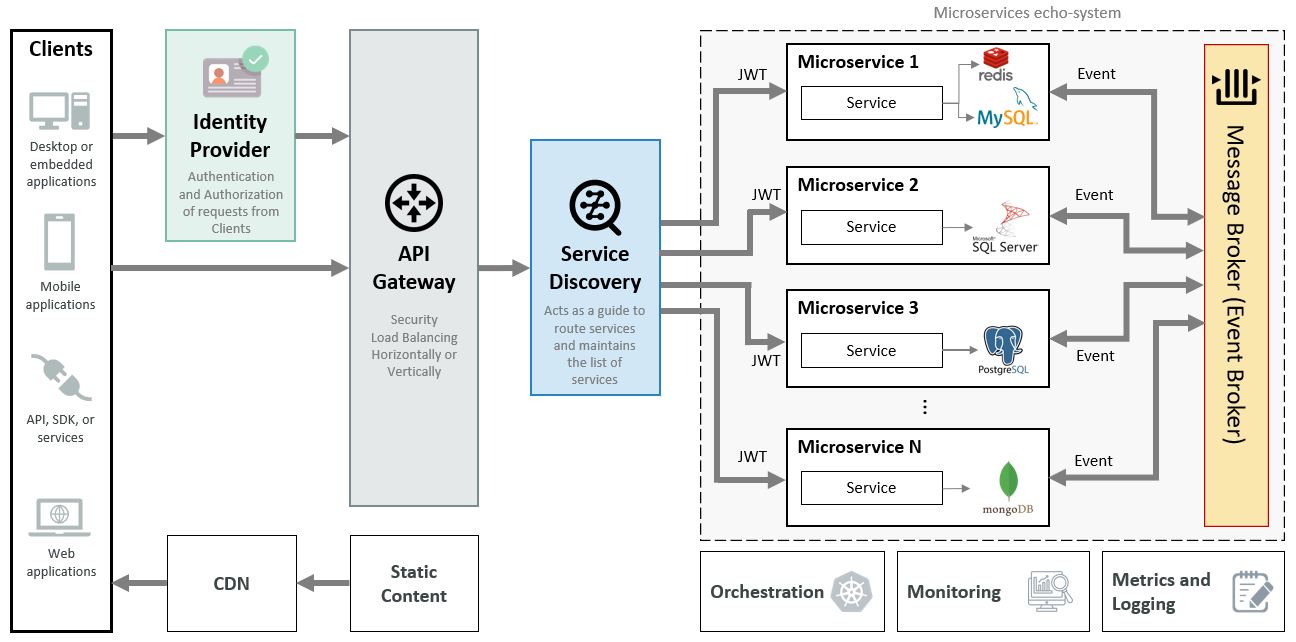 Microservices echo-system
Clients
Desktop or
embedded
applications
Mobile
applications
API, SDK, or
services
Web
applications
Identity
Provider
Authentication
and Authorization
of requests from
Clients
API
Gateway
Security
Load Balancing
Horizontally or
Vertically
Service
Discovery
Acts as a guide to
route services
and maintains
the list of
services
JWT
Microservice 1
Service
redis
MySQL
Event
JWT
Microservice 2
Service
Microsoft
SQL Server
Event
JWT
Microservice 3
Service
PostgreSQL
Event
JWT
Microservice N
Service
mongoDB
Event
Message Broker (Event Broker)
CDN
Static
Content
Orchestration
Monitoring
Metrics and
Logging